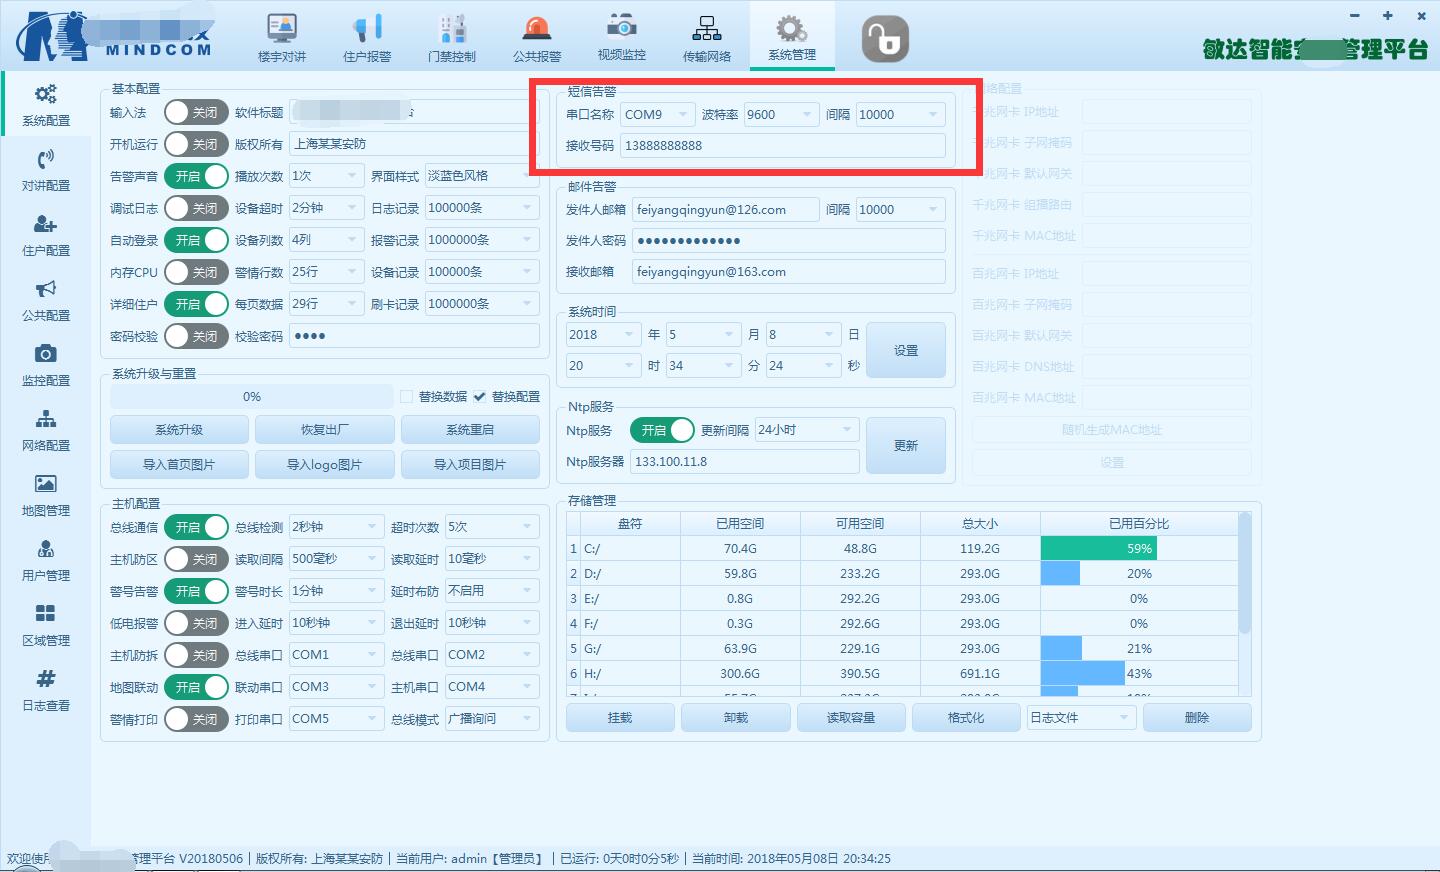 MINDCOM
楼宇对讲 住户报警 门禁控制 公共报警 视频监控 传输网络 系统管理
敏达智能 管理平台
系统配置
对讲配置
住户配置
公共配置
监控配置
网络配置
地图管理
用户管理
区域管理
日志查看
基本配置
输入法 关闭 软件标题
开机运行 关闭 版权所有 上海某某安防
告警声音 开启 播放次数 1次 界面样式 淡蓝色风格
调试日志 关闭 设备超时 2分钟 日志记录 100000条
自动登录 开启 设备列数 4列 报警记录 1000000条
内存CPU 关闭 警情行数 25行 设备记录 1000000条
详细住户 开启 每页数据 29行 刷卡记录 1000000条
密码校验 关闭 校验密码 ●●●●
系统升级与重置
0% 替换数据 替换配置
系统升级 恢复出厂 系统重启
导入首页图片 导入logo图片 导入项目图片
主机配置
总线通信 开启 总线检测 2秒钟 超时次数 5次
主机防区 关闭 读取间隔 500毫秒 读取延时 10毫秒
警号告警 开启 警号时长 1分钟 延时布防 不启用
低电报警 关闭 进入延时 10秒钟 退出延时 10秒钟
主机防拆 关闭 总线串口 COM1 总线串口 COM2
地图联动 开启 联动串口 COM3 主机串口 COM4
警情打印 关闭 打印串口 COM5 总线模式 广播询问
短信告警
串口名称 COM9 波特率 9600 间隔 10000
接收号码 13888888888
邮件告警
发件人邮箱 feiyangqingyun@126.com 间隔 10000
发件人密码 ●●●●●●●●●●●●●
接收邮箱 feiyangqingyun@163.com
系统时间
2018 年 5 月 8 日
20 时 34 分 24 秒
设置
Ntp服务
Ntp服务 开启 更新间隔 24小时
Ntp服务器 133.100.11.8
更新
络配置
千兆网卡 IP地址
千兆网卡 子网掩码
千兆网卡 默认网关
千兆网卡 组播路由
千兆网卡 MAC地址
百兆网卡 IP地址
百兆网卡 子网掩码
百兆网卡 默认网关
百兆网卡 DNS地址
百兆网卡 MAC地址
随机生成MAC地址
设置
存储管理
盘符 已用空间 可用空间 总大小 已用百分比
1 C:/ 70.4G 48.8G 119.2G 59%
2 D:/ 59.8G 233.2G 293.0G 20%
3 E:/ 0.8G 292.2G 293.0G 0%
4 F:/ 0.3G 292.6G 293.0G 0%
5 G:/ 63.9G 229.1G 293.0G 21%
6 H:/ 300.6G 390.5G 691.1G 43%
挂载 卸载 读取容量 格式化 日志文件 删除
欢迎使用 管理平台 V20180506 | 版权所有: 上海某某安防 | 当前用户: admin【管理员】 | 已运行: 0天0时0分5秒 | 当前时间: 2018年05月08日 20:34:25